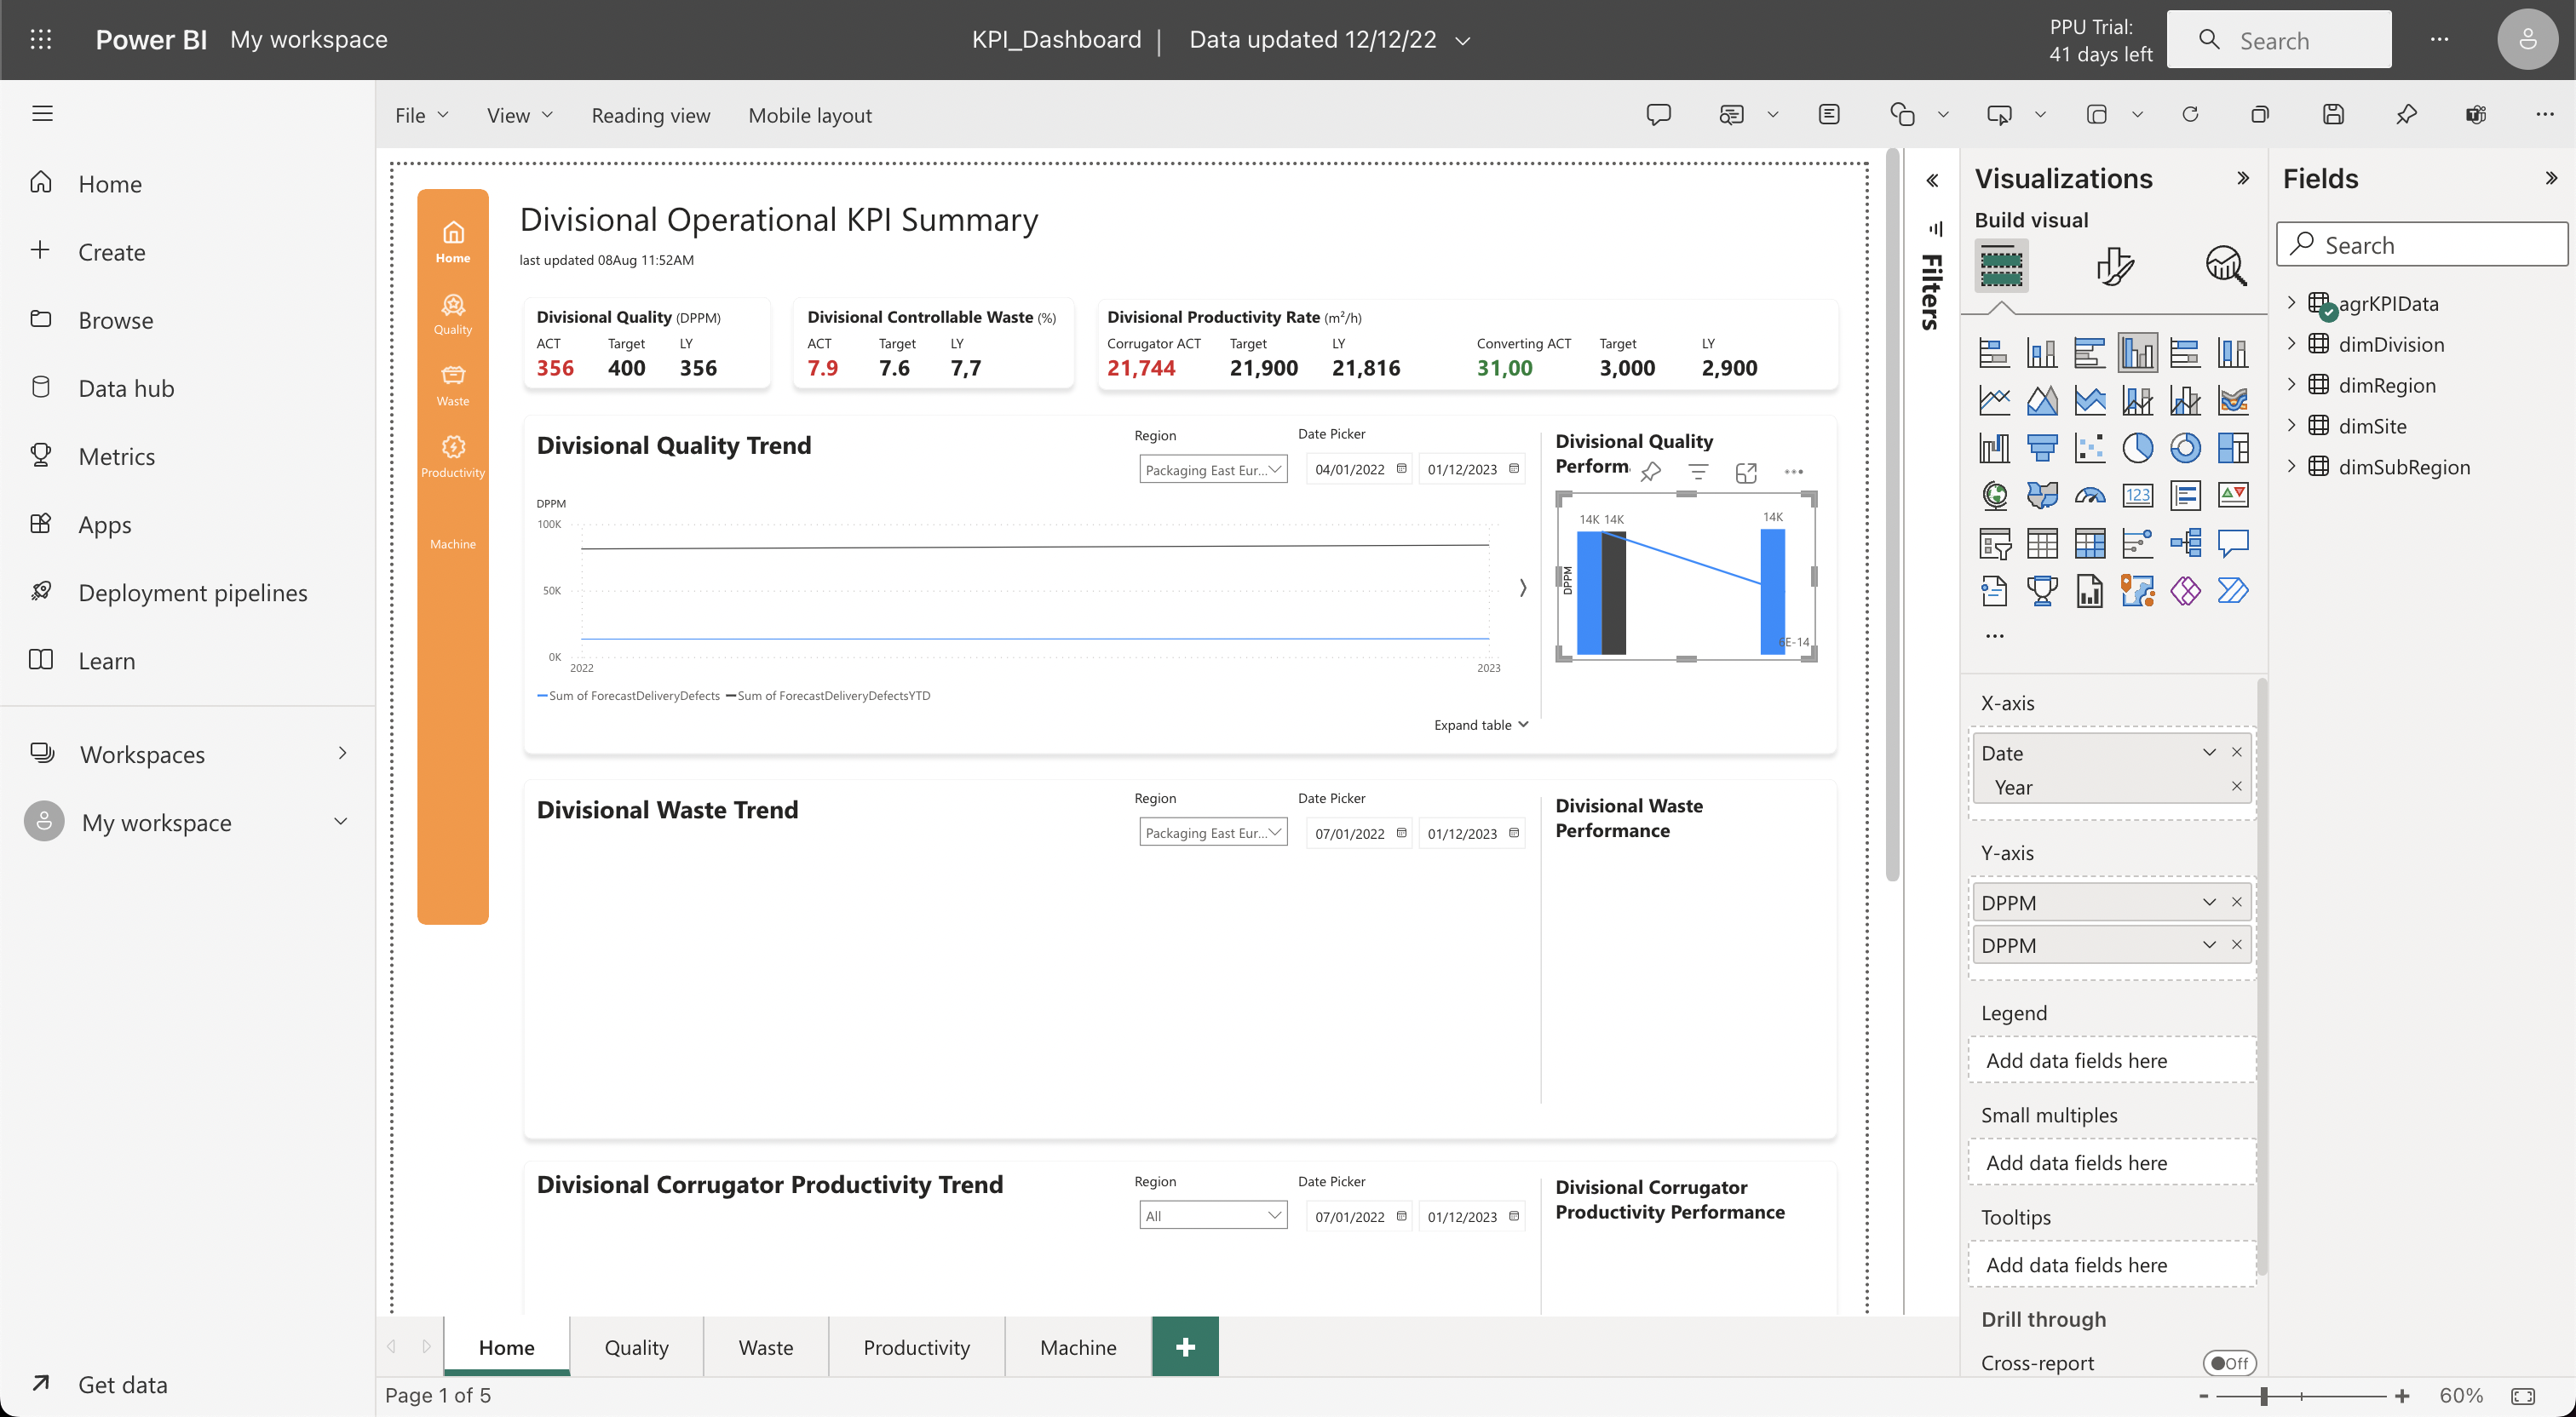 Power BI My workspace
KPI_Dashboard | Data updated 12/12/22
PPU Trial:
41 days left
Search
File View Reading view Mobile layout
Home
Create
Browse
Data hub
Metrics
Apps
Deployment pipelines
Learn
Workspaces
My workspace
Get data
Home
Quality
Waste
Productivity
Machine
Divisional Operational KPI Summary
last updated 08Aug 11:52AM
Divisional Quality (DPPM)
ACT Target LY
356 400 356
Divisional Controllable Waste (%)
ACT Target LY
7.9 7.6 7,7
Divisional Productivity Rate (m²/h)
Corrugator ACT Target LY Converting ACT Target LY
21,744 21,900 21,816 31,00 3,000 2,900
Divisional Quality Trend
Region Date Picker
Packaging East Eur... 04/01/2022 01/12/2023
DPPM
100K
50K
0K
2022 2023
Sum of ForecastDeliveryDefects Sum of ForecastDeliveryDefectsYTD
Expand table
Divisional Quality
Perform
14K 14K 14K
DPPM
6E-14
Divisional Waste Trend
Region Date Picker
Packaging East Eur... 07/01/2022 01/12/2023
Divisional Waste
Performance
Divisional Corrugator Productivity Trend
Region Date Picker
All 07/01/2022 01/12/2023
Divisional Corrugator
Productivity Performance
Home Quality Waste Productivity Machine +
Page 1 of 5
Filters
Visualizations
Build visual
123
X-axis
Date
Year
Y-axis
DPPM
DPPM
Legend
Add data fields here
Small multiples
Add data fields here
Tooltips
Add data fields here
Drill through
Cross-report Off
Fields
Search
agrKPIData
dimDivision
dimRegion
dimSite
dimSubRegion
- + 60%